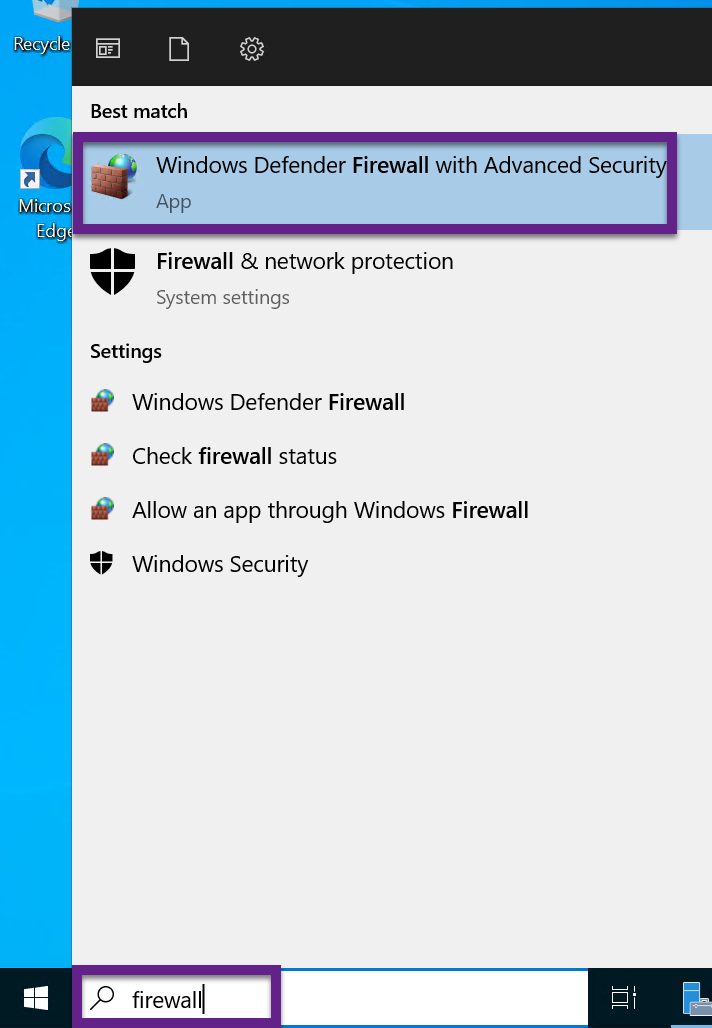 Recycle
Best match
Windows Defender Firewall with Advanced Security
App
Micros
Edge
Firewall & network protection
System settings
Settings
Windows Defender Firewall
Check firewall status
Allow an app through Windows Firewall
Windows Security
firewall